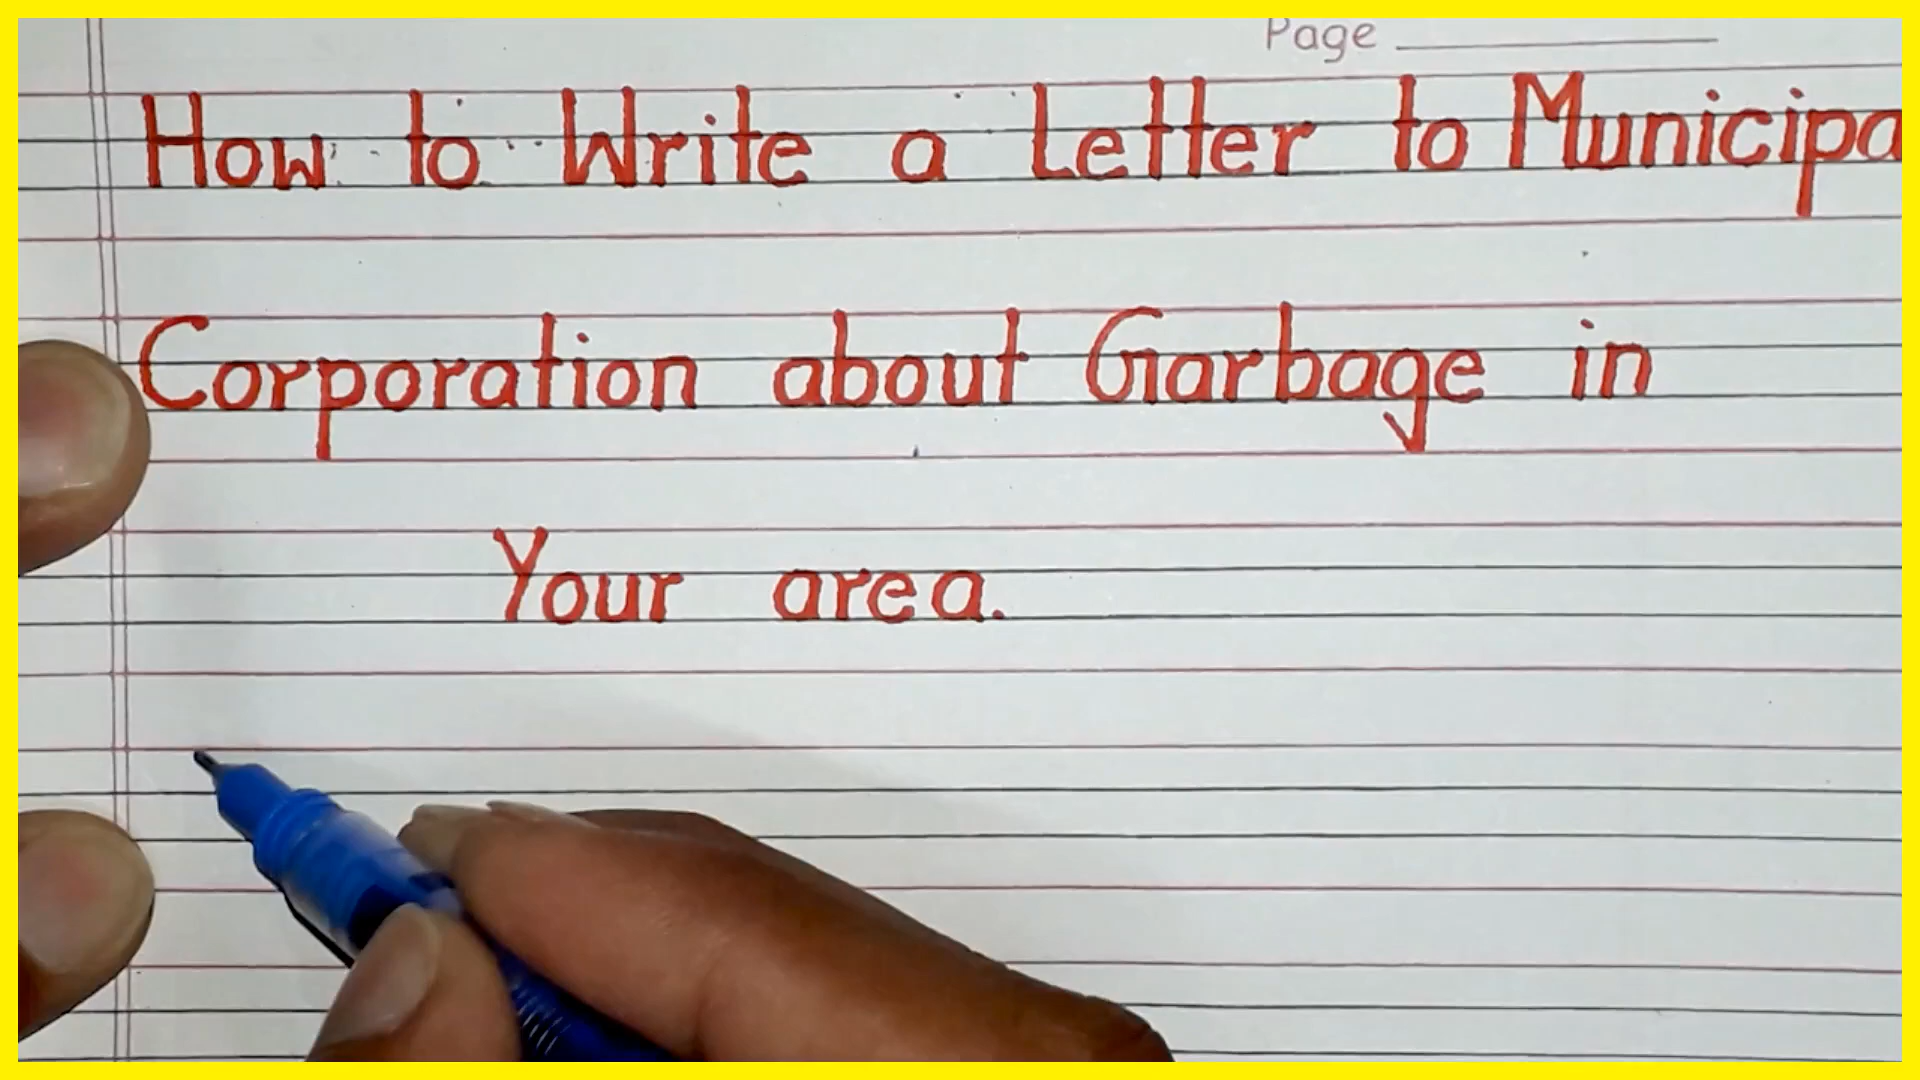 Page
How to Write a Letter to Municipa
Corporation about Garbage in
Your area.